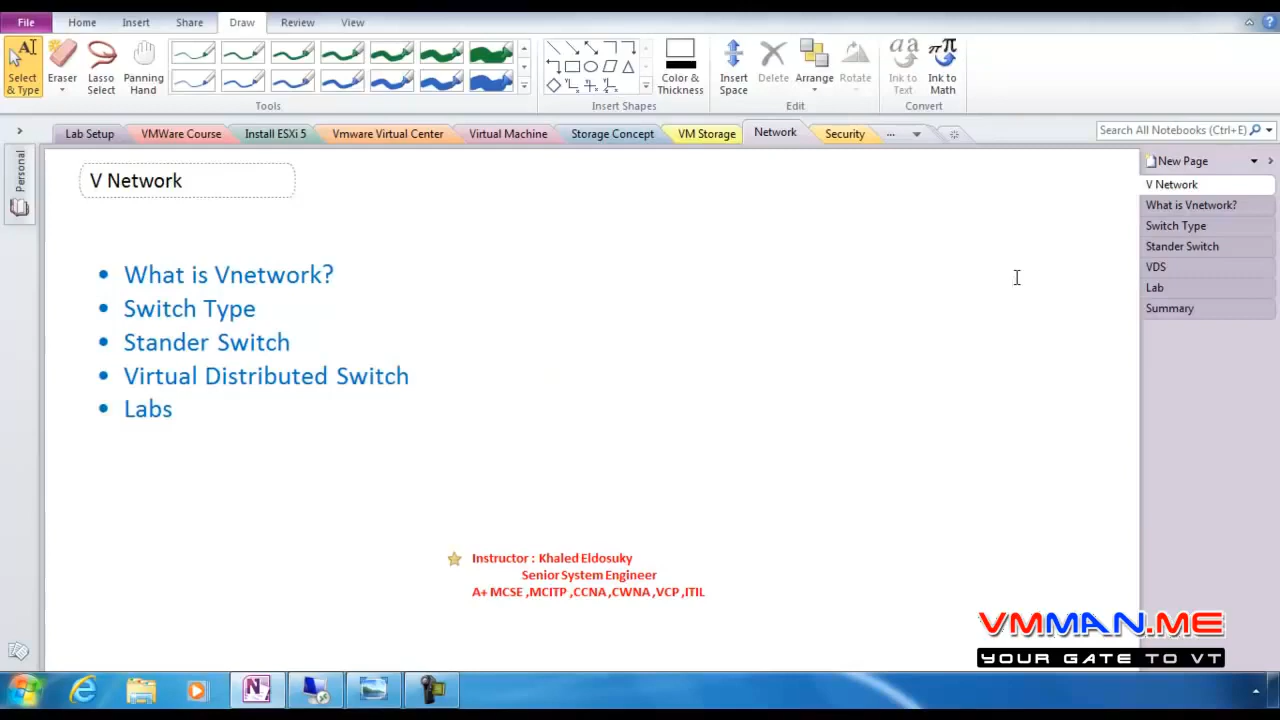 File Home Insert Share Draw Review View
Select & Type
Eraser
Lasso Select
Panning Hand
Color & Thickness
Insert Space
Delete
Arrange
Rotate
Ink to Text
Ink to Math
Tools Insert Shapes Edit Convert
Lab Setup VMWare Course Install ESXi 5 Vmware Virtual Center Virtual Machine Storage Concept VM Storage Network Security ...
Search All Notebooks (Ctrl+E)
Personal
V Network
• What is Vnetwork?
• Switch Type
• Stander Switch
• Virtual Distributed Switch
• Labs
Instructor : Khaled Eldosuky
Senior System Engineer
A+ MCSE ,MCITP ,CCNA ,CWNA ,VCP ,ITIL
New Page
V Network
What is Vnetwork?
Switch Type
Stander Switch
VDS
Lab
Summary
VMMAN.ME
YOUR GATE TO VT